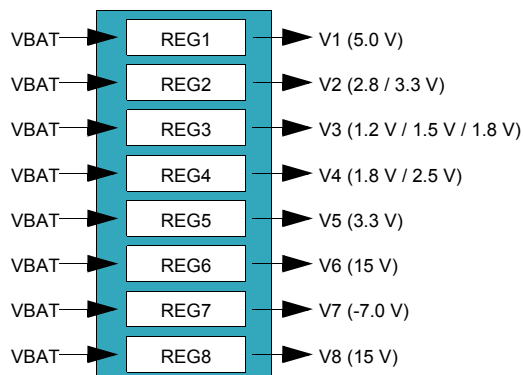 VBAT REG1 V1 (5.0 V)
VBAT REG2 V2 (2.8 / 3.3 V)
VBAT REG3 V3 (1.2 V / 1.5 V / 1.8 V)
VBAT REG4 V4 (1.8 V / 2.5 V)
VBAT REG5 V5 (3.3 V)
VBAT REG6 V6 (15 V)
VBAT REG7 V7 (-7.0 V)
VBAT REG8 V8 (15 V)